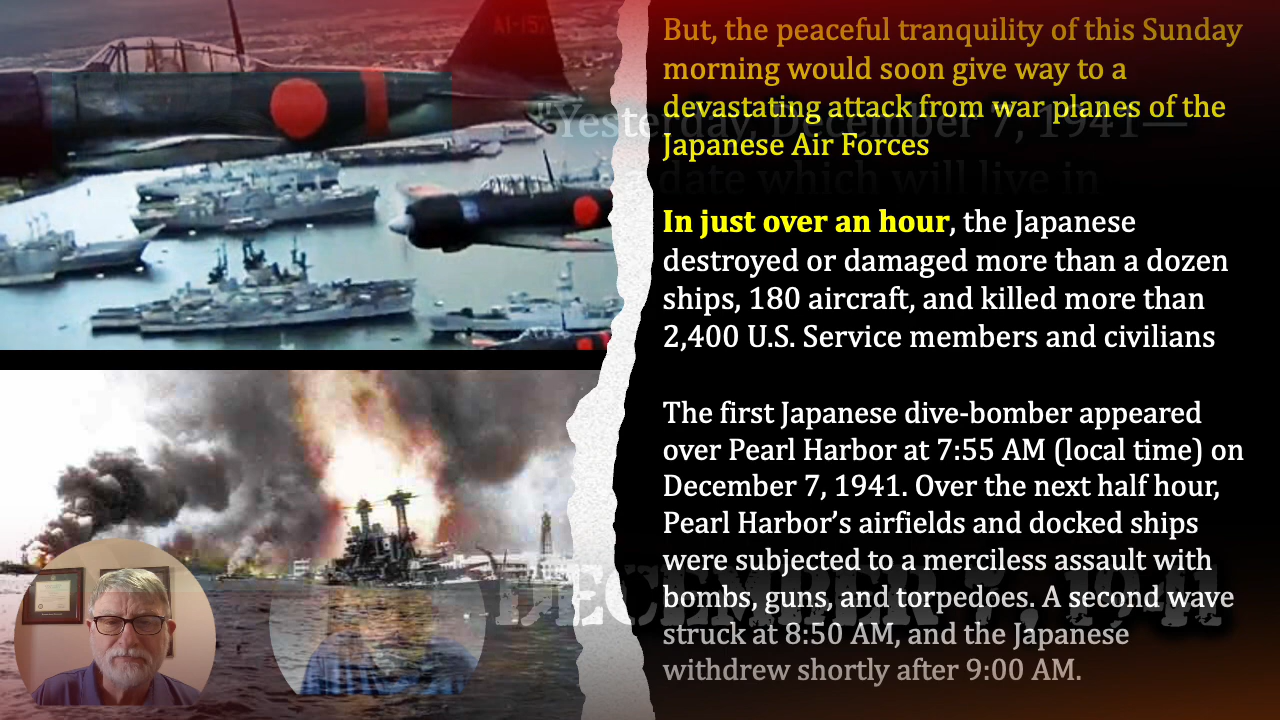 AI-157
But, the peaceful tranquility of this Sunday
morning would soon give way to a
devastating attack from war planes of the
Japanese Air Forces
"Yesterday, December 7, 1941—
date which will live in
In just over an hour, the Japanese
destroyed or damaged more than a dozen
ships, 180 aircraft, and killed more than
2,400 U.S. Service members and civilians
The first Japanese dive-bomber appeared
over Pearl Harbor at 7:55 AM (local time) on
December 7, 1941. Over the next half hour,
Pearl Harbor’s airfields and docked ships
were subjected to a merciless assault with
bombs, guns, and torpedoes. A second wave
struck at 8:50 AM, and the Japanese
withdrew shortly after 9:00 AM.
DECEMBER 7, 1941